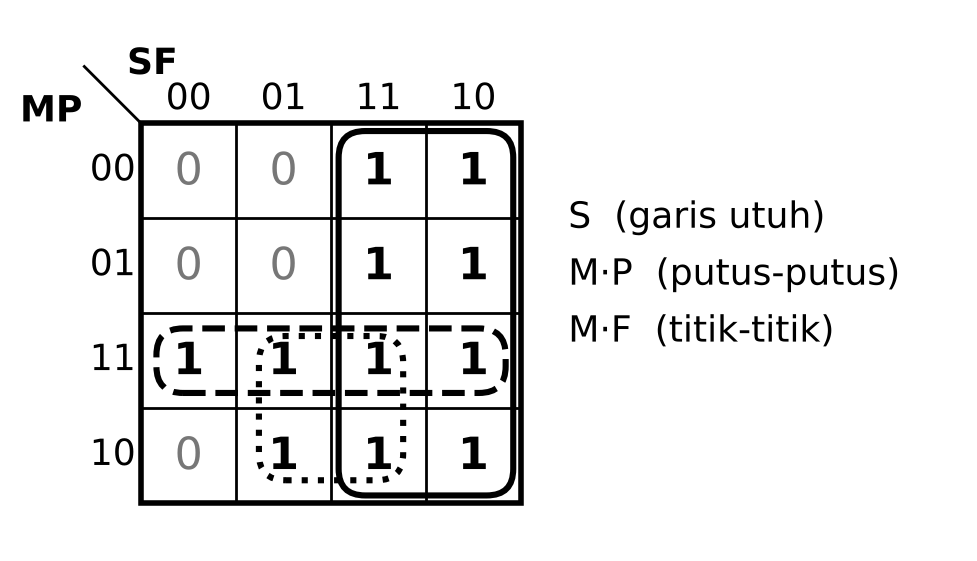 SF
MP
00 01 11 10
00 0 0 1 1
01 0 0 1 1
11 1 1 1 1
10 0 1 1 1
S (garis utuh)
M·P (putus-putus)
M·F (titik-titik)